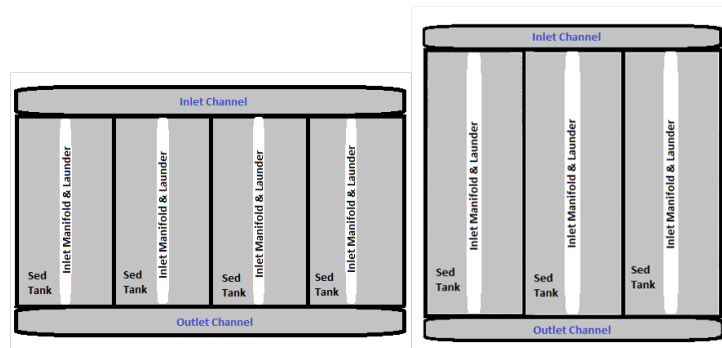 Inlet Channel
Inlet Manifold & Launder
Inlet Manifold & Launder
Inlet Manifold & Launder
Inlet Manifold & Launder
Sed
Tank
Sed
Tank
Sed
Tank
Sed
Tank
Outlet Channel
Inlet Channel
Inlet Manifold & Launder
Inlet Manifold & Launder
Inlet Manifold & Launder
Sed
Tank
Sed
Tank
Sed
Tank
Outlet Channel